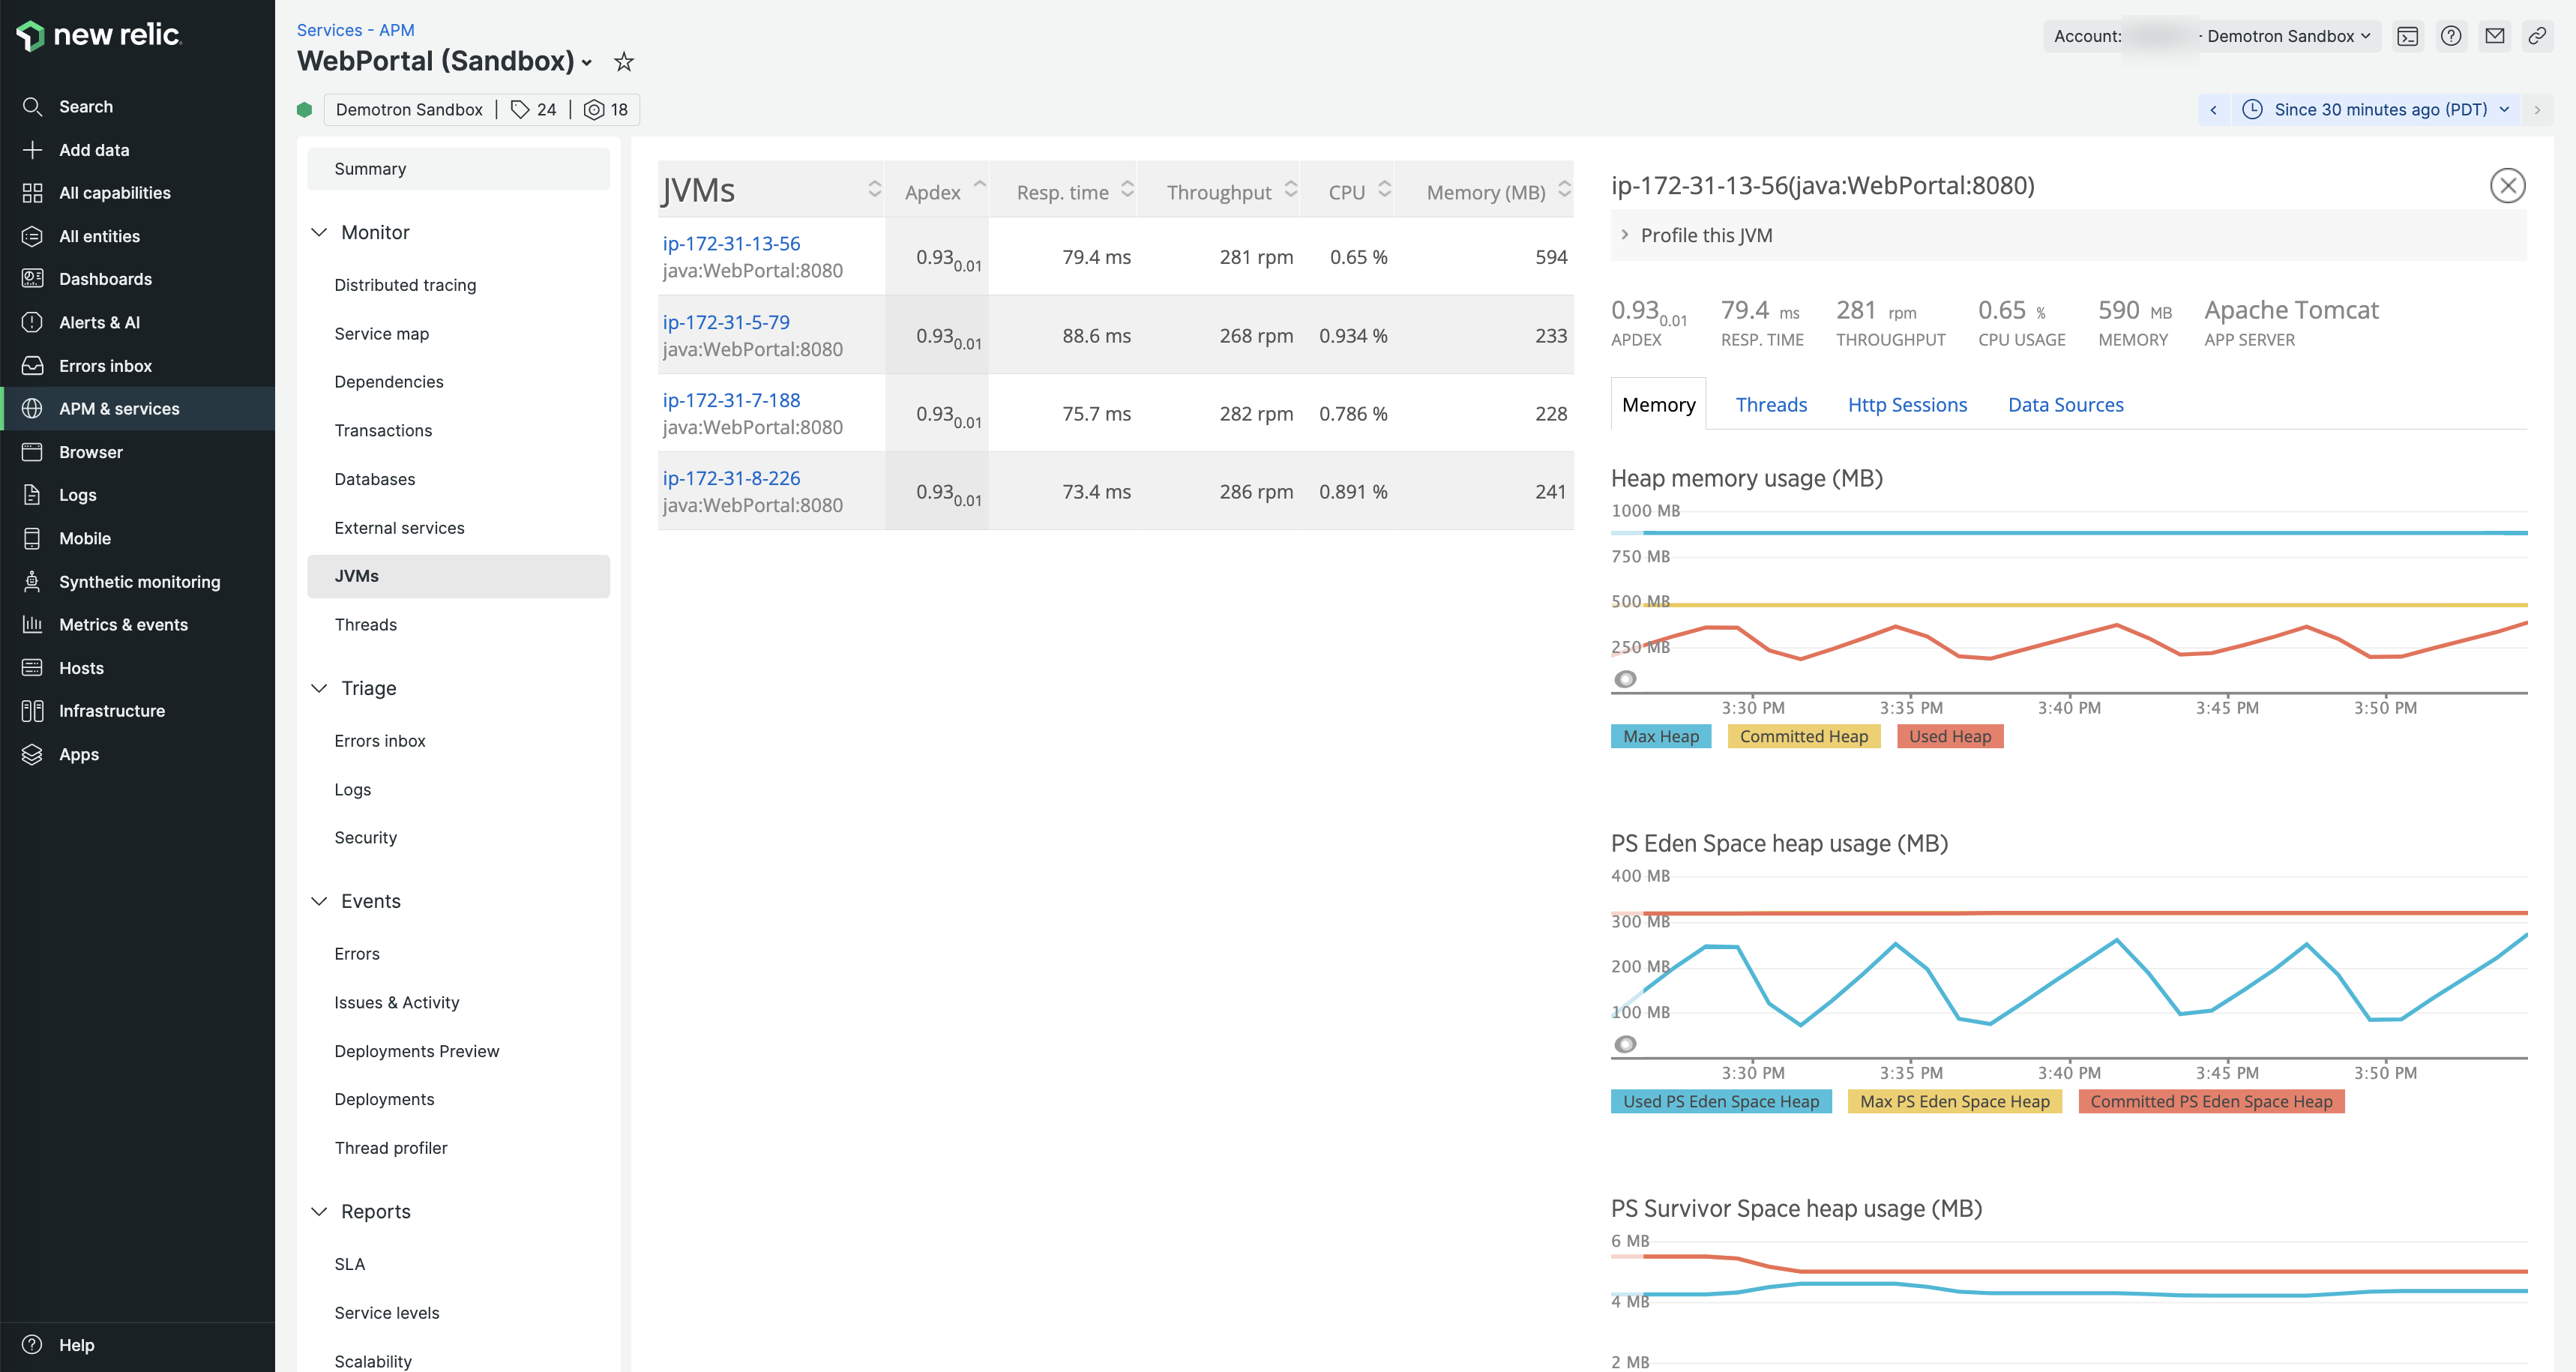 new relic
Search
Add data
All capabilities
All entities
Dashboards
Alerts & AI
Errors inbox
APM & services
Browser
Logs
Mobile
Synthetic monitoring
Metrics & events
Hosts
Infrastructure
Apps
Help
Services - APM
WebPortal (Sandbox)
Account: - Demotron Sandbox
Demotron Sandbox | 24 | 18
Since 30 minutes ago (PDT)
Summary
Monitor
Distributed tracing
Service map
Dependencies
Transactions
Databases
External services
JVMs
Threads
Triage
Errors inbox
Logs
Security
Events
Errors
Issues & Activity
Deployments Preview
Deployments
Thread profiler
Reports
SLA
Service levels
Scalability
JVMs Apdex Resp. time Throughput CPU Memory (MB)
ip-172-31-13-56
java:WebPortal:8080 0.93 0.01 79.4 ms 281 rpm 0.65 % 594
ip-172-31-5-79
java:WebPortal:8080 0.93 0.01 88.6 ms 268 rpm 0.934 % 233
ip-172-31-7-188
java:WebPortal:8080 0.93 0.01 75.7 ms 282 rpm 0.786 % 228
ip-172-31-8-226
java:WebPortal:8080 0.93 0.01 73.4 ms 286 rpm 0.891 % 241
ip-172-31-13-56(java:WebPortal:8080)
Profile this JVM
0.93 0.01 79.4 ms 281 rpm 0.65 % 590 MB Apache Tomcat
APDEX RESP. TIME THROUGHPUT CPU USAGE MEMORY APP SERVER
Memory Threads Http Sessions Data Sources
Heap memory usage (MB)
1000 MB
750 MB
500 MB
250 MB
3:30 PM 3:35 PM 3:40 PM 3:45 PM 3:50 PM
Max Heap Committed Heap Used Heap
PS Eden Space heap usage (MB)
400 MB
300 MB
200 MB
100 MB
3:30 PM 3:35 PM 3:40 PM 3:45 PM 3:50 PM
Used PS Eden Space Heap Max PS Eden Space Heap Committed PS Eden Space Heap
PS Survivor Space heap usage (MB)
6 MB
4 MB
2 MB